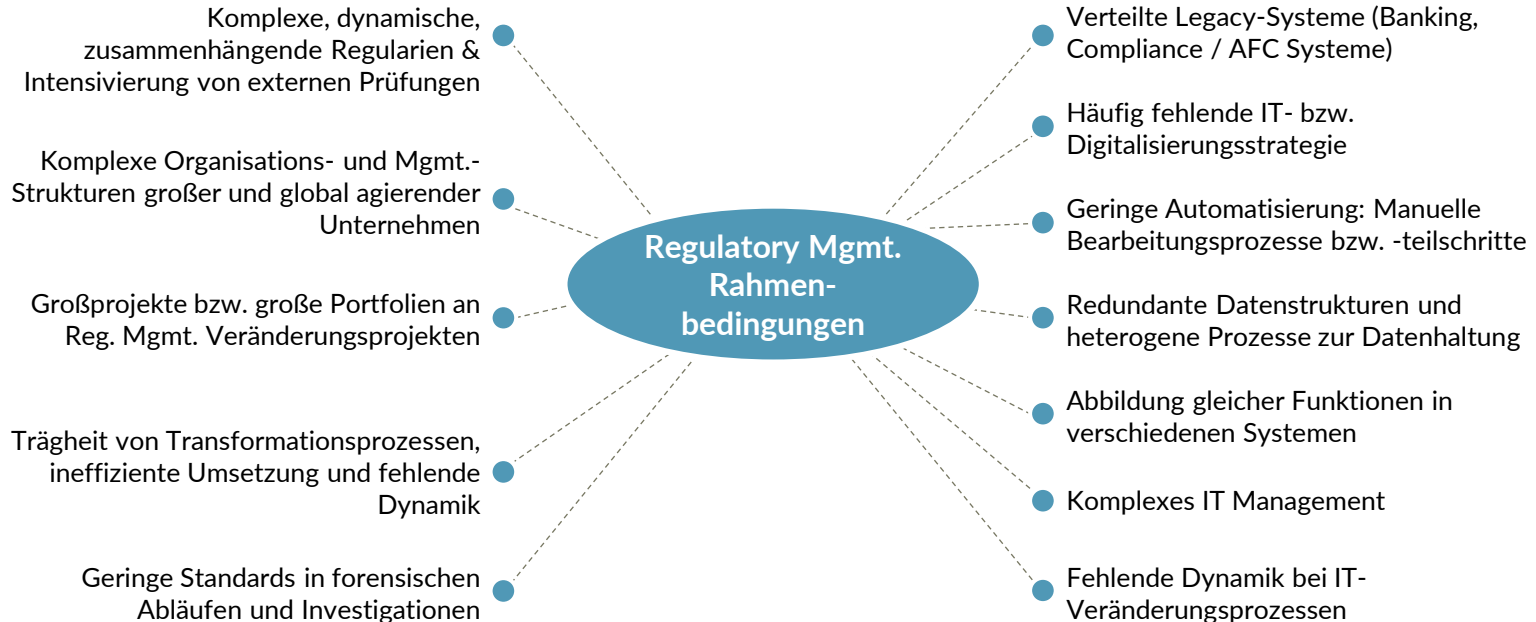 Komplexe, dynamische,
zusammenhängende Regularien &
Intensivierung von externen Prüfungen
Komplexe Organisations- und Mgmt.-
Strukturen großer und global agierender
Unternehmen
Großprojekte bzw. große Portfolien an
Reg. Mgmt. Veränderungsprojekten
Trägheit von Transformationsprozessen,
ineffiziente Umsetzung und fehlende
Dynamik
Geringe Standards in forensischen
Abläufen und Investigationen
Regulatory Mgmt.
Rahmen-
bedingungen
Verteilte Legacy-Systeme (Banking,
Compliance / AFC Systeme)
Häufig fehlende IT- bzw.
Digitalisierungsstrategie
Geringe Automatisierung: Manuelle
Bearbeitungsprozesse bzw. -teilschritte
Redundante Datenstrukturen und
heterogene Prozesse zur Datenhaltung
Abbildung gleicher Funktionen in
verschiedenen Systemen
Komplexes IT Management
Fehlende Dynamik bei IT-
Veränderungsprozessen